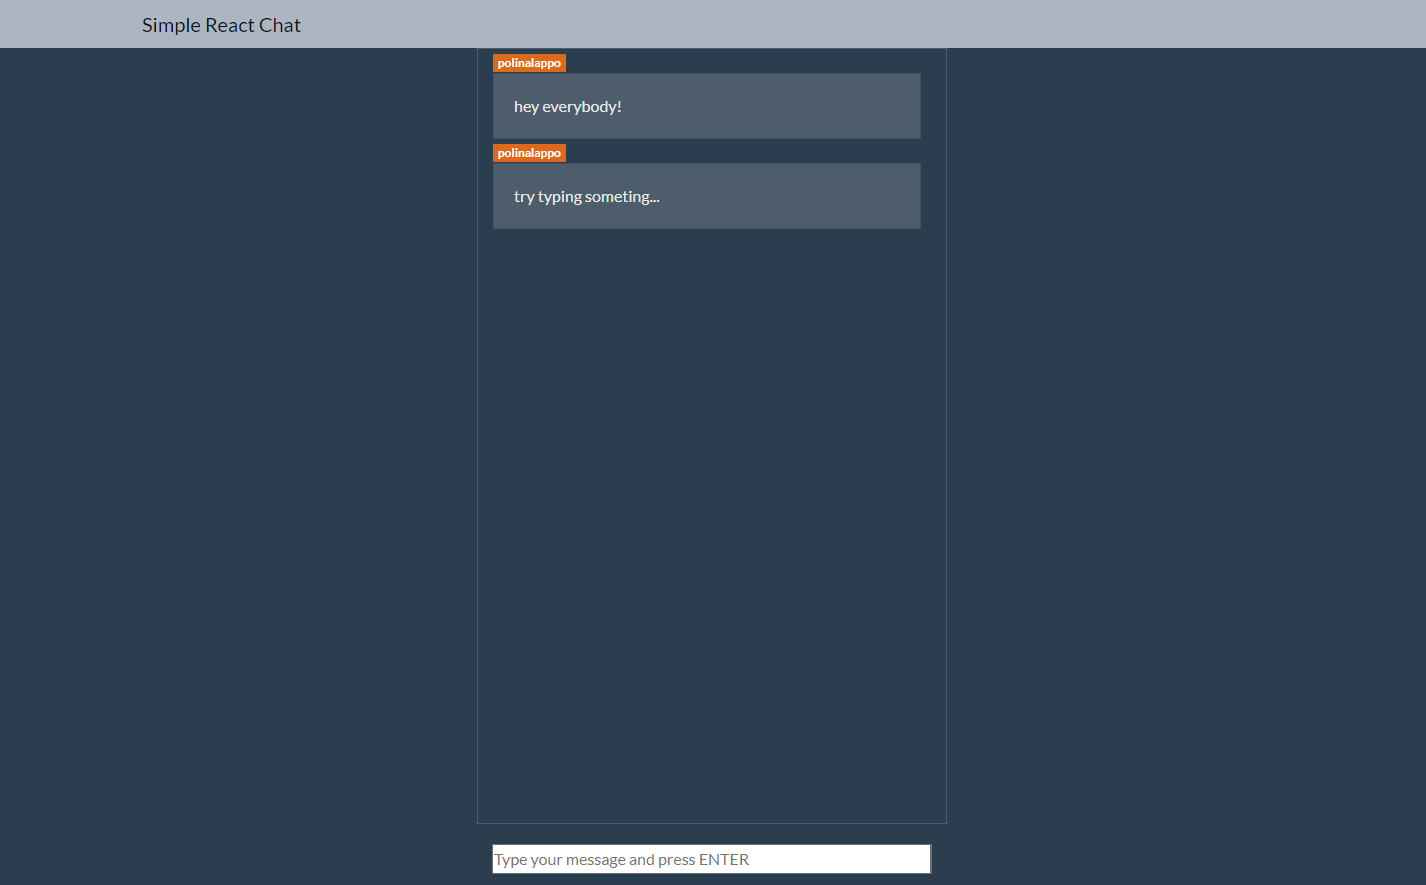 Simple React Chat
polinalappo
hey everybody!
polinalappo
try typing someting...
Type your message and press ENTER